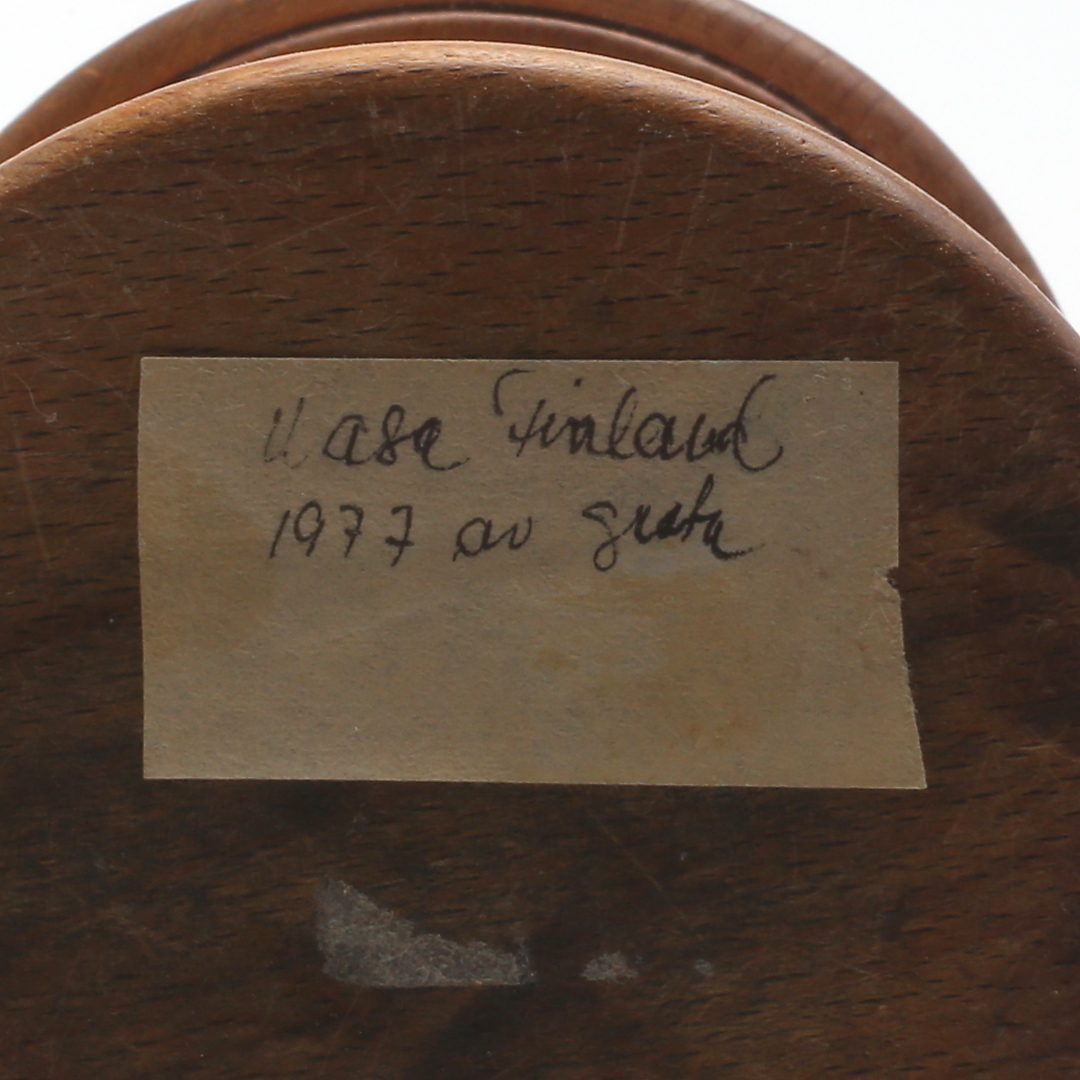 Vasa Finland
1977 av greta